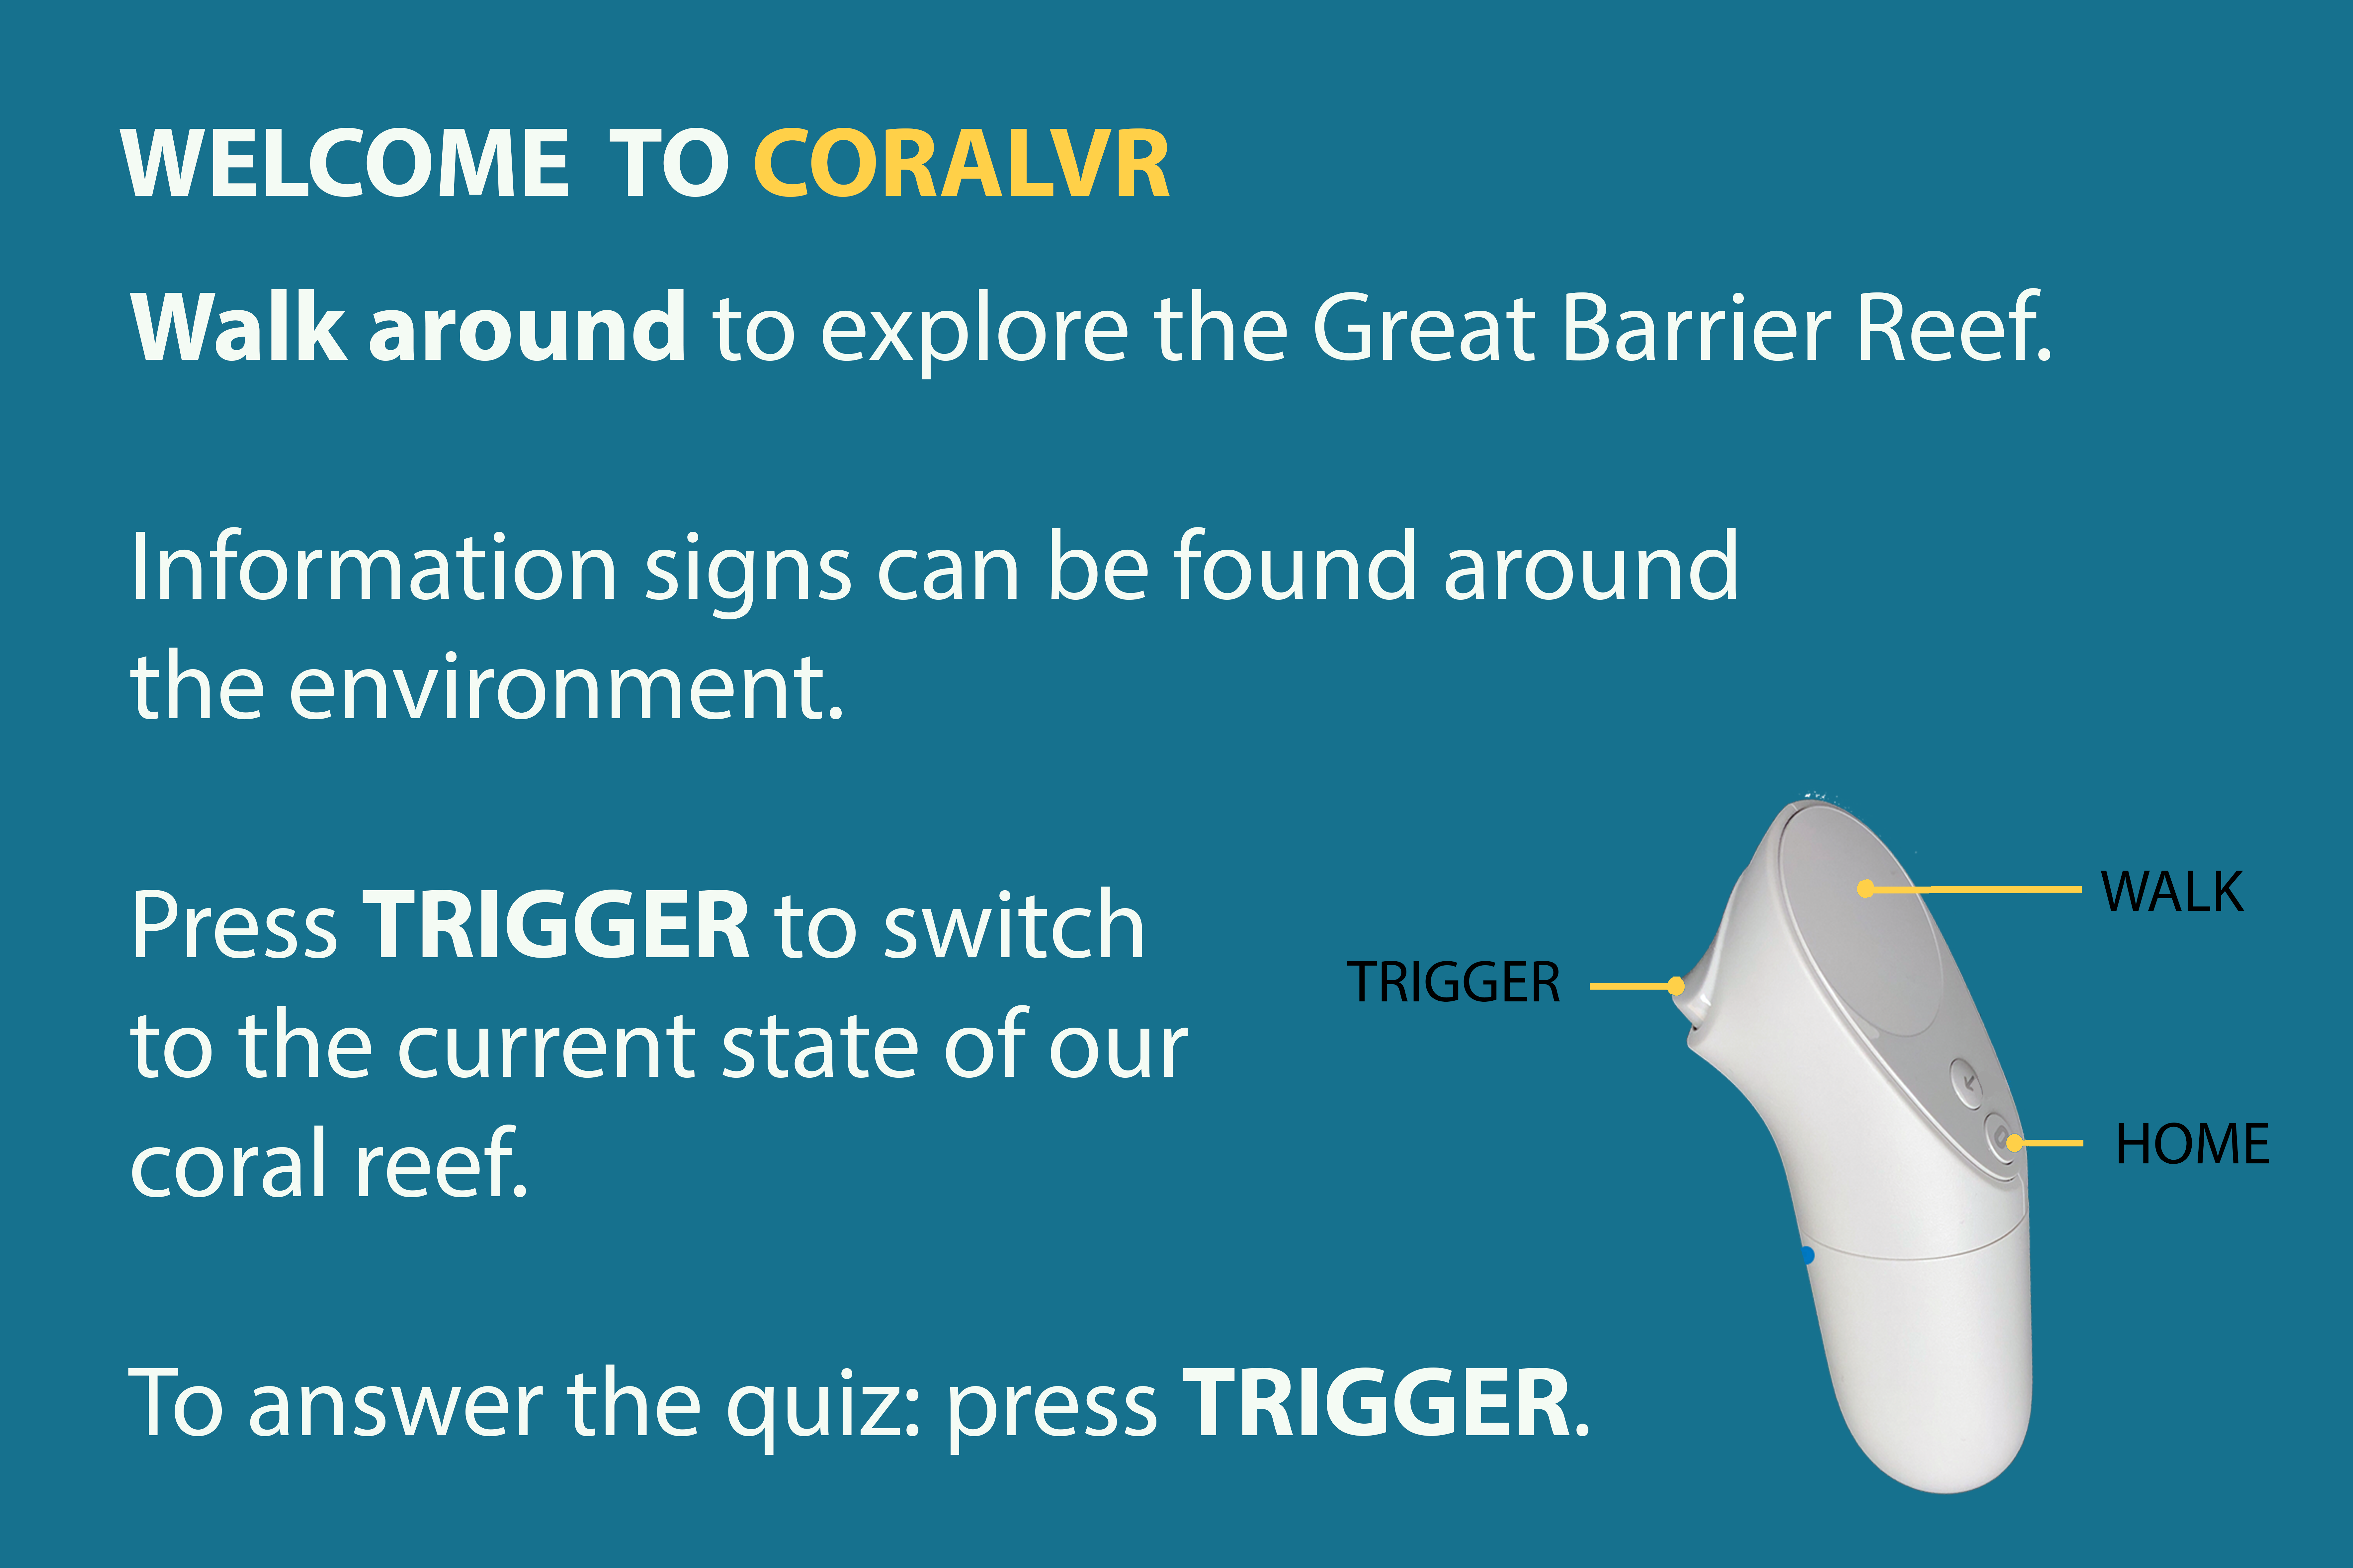 WELCOME TO CORALVR
Walk around to explore the Great Barrier Reef.
Information signs can be found around
the environment.
Press TRIGGER to switch
to the current state of our
coral reef.
To answer the quiz: press TRIGGER.
WALK
TRIGGER
HOME